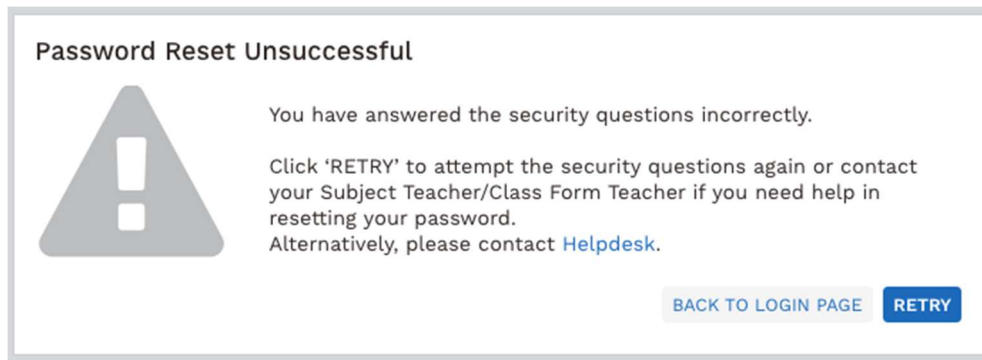 Password Reset Unsuccessful
You have answered the security questions incorrectly.
Click ‘RETRY’ to attempt the security questions again or contact
your Subject Teacher/Class Form Teacher if you need help in
resetting your password.
Alternatively, please contact Helpdesk.
BACK TO LOGIN PAGE RETRY